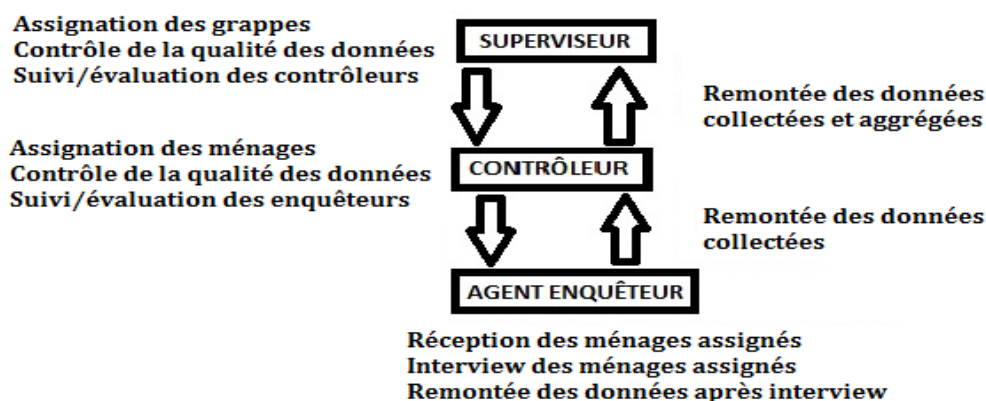 Assignation des grappes
Contrôle de la qualité des données
Suivi/évaluation des contrôleurs
SUPERVISEUR
Remontée des données
collectées et aggrégées
Assignation des ménages
Contrôle de la qualité des données
Suivi/évaluation des enquêteurs
CONTRÔLEUR
Remontée des données
collectées
AGENT ENQUÊTEUR
Réception des ménages assignés
Interview des ménages assignés
Remontée des données après interview